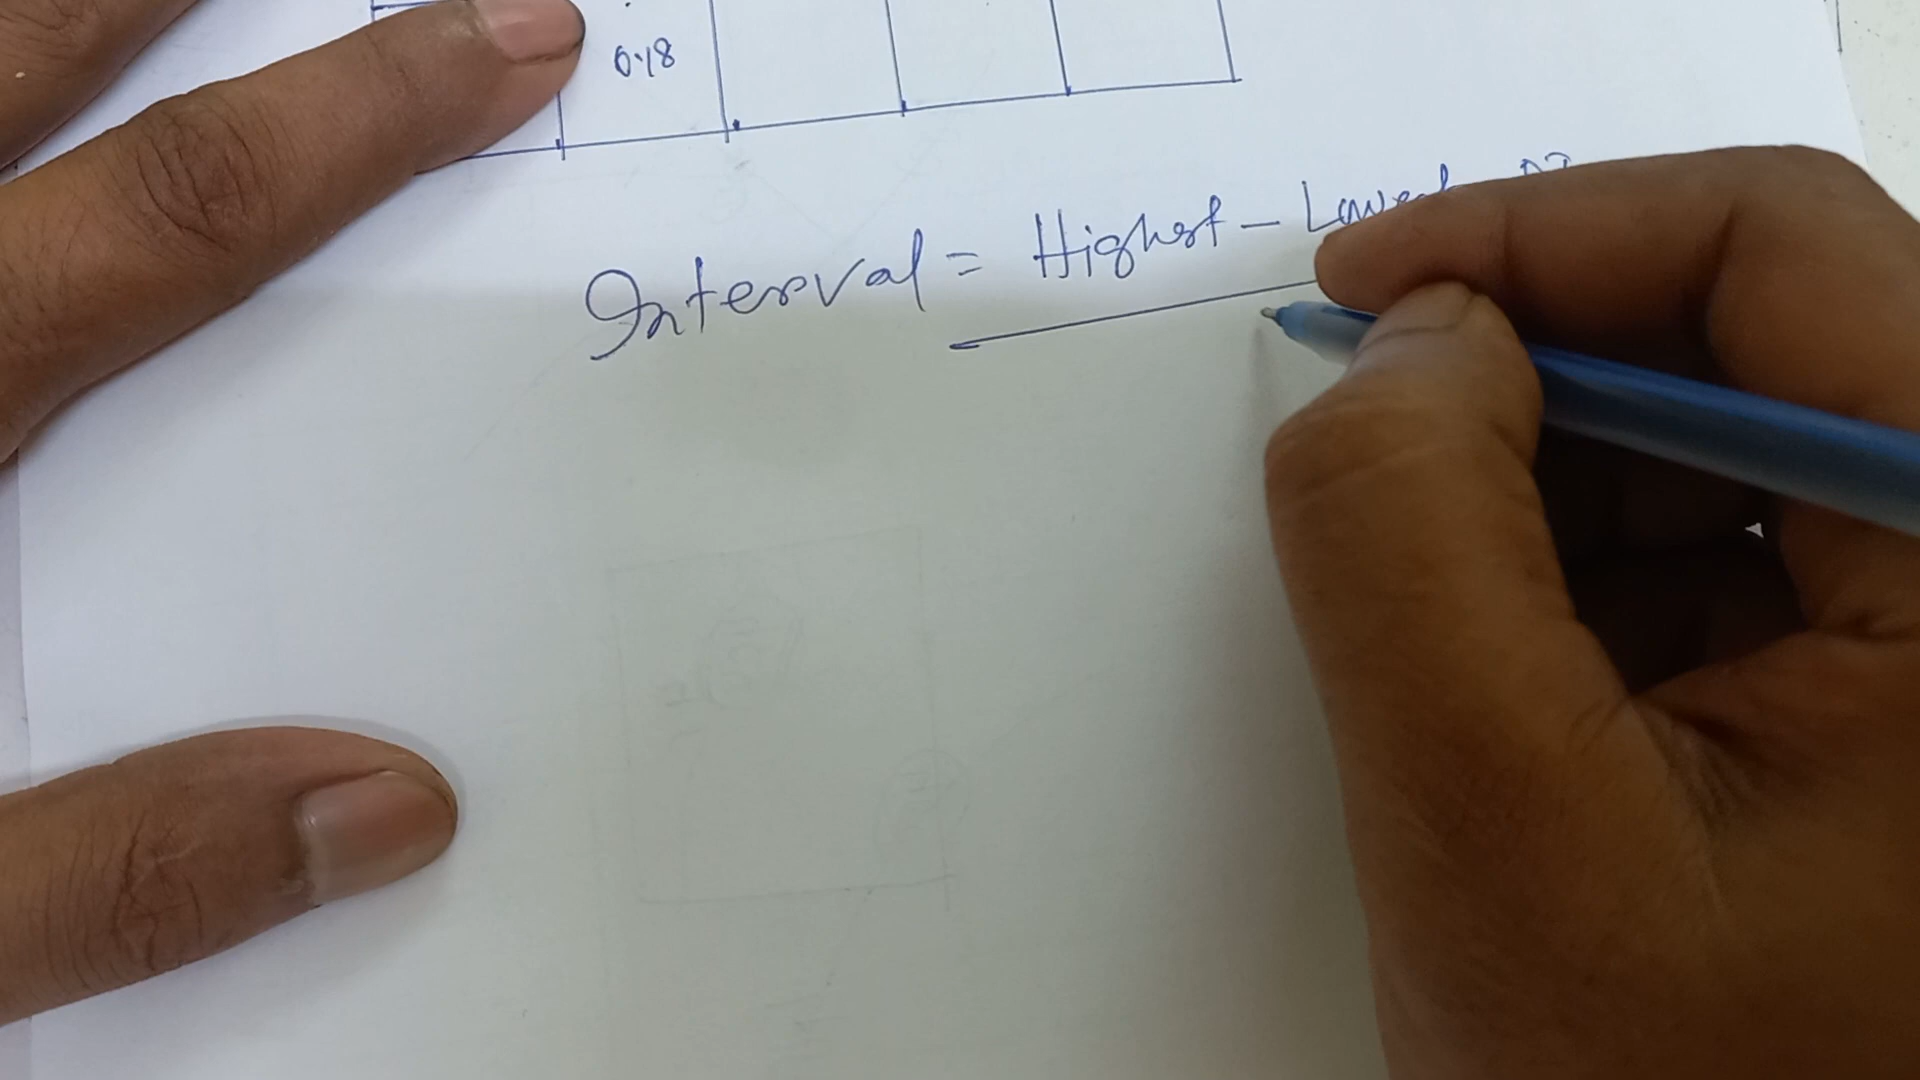 0.18
Interval = Highest - Lowest